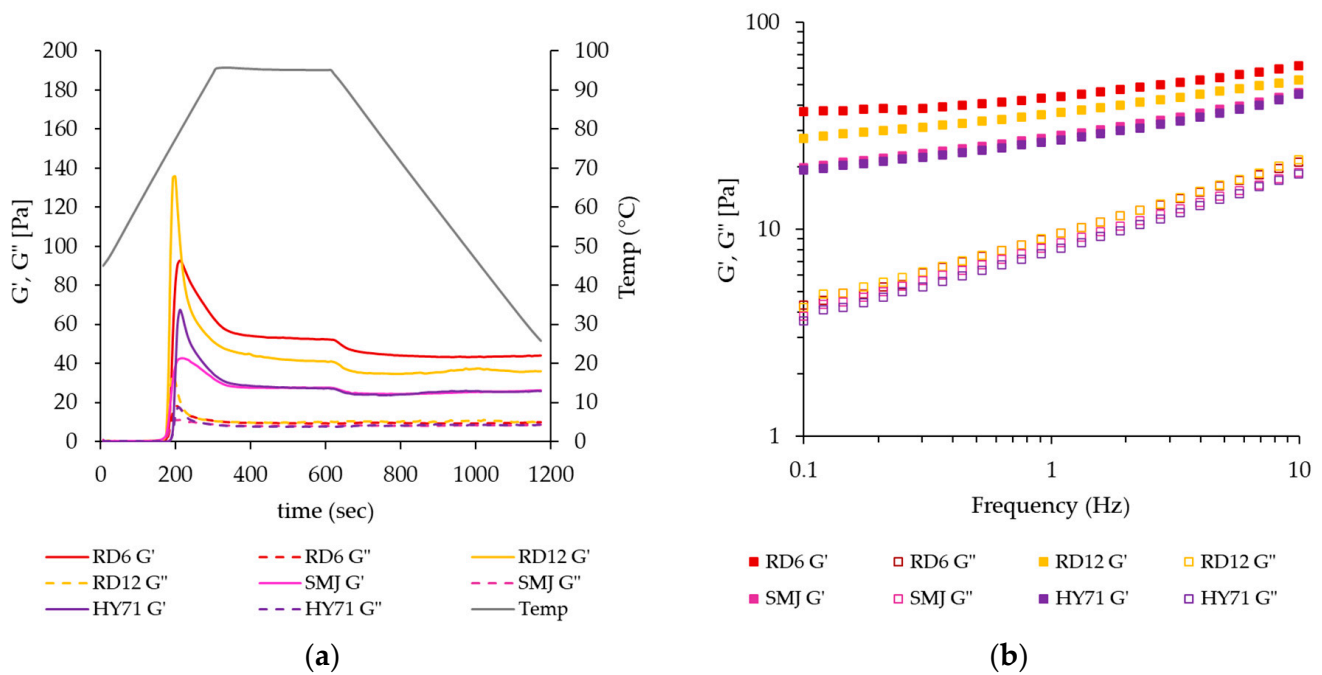 200
180
160
140
120
100
80
60
40
20
0
G', G" [Pa]
100
90
80
70
60
50
40
30
20
10
0
Temp (°C)
0 200 400 600 800 1000 1200
time (sec)
RD6 G' RD6 G" RD12 G'
RD12 G" SMJ G' SMJ G"
HY71 G' HY71 G" Temp
(a)
100
10
1
G', G" [Pa]
0.1 1 10
Frequency (Hz)
RD6 G' RD6 G" RD12 G' RD12 G"
SMJ G' SMJ G" HY71 G' HY71 G"
(b)